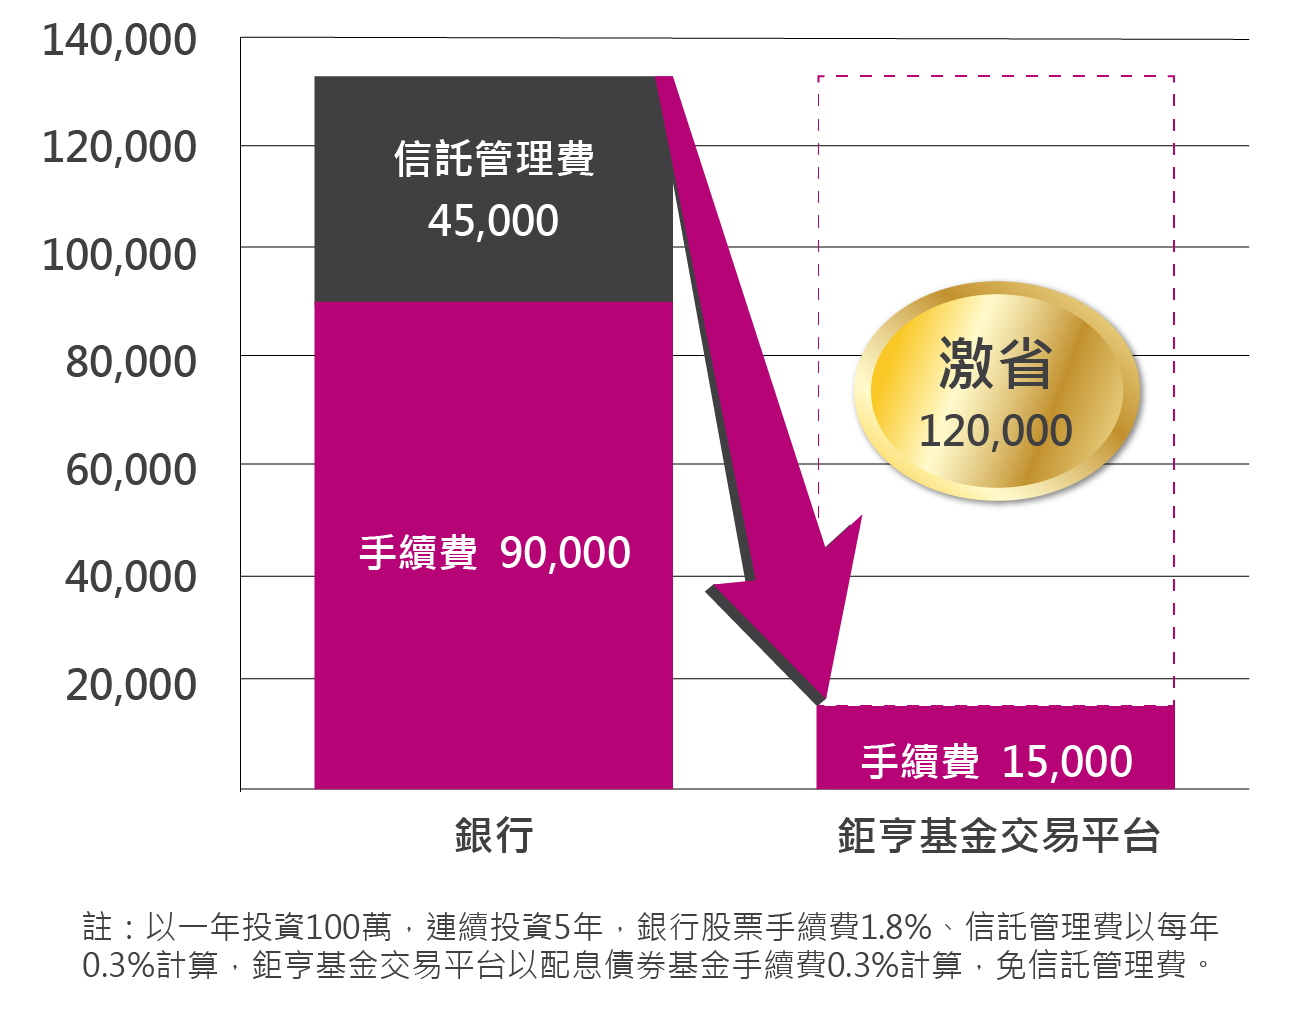 140,000
120,000
100,000
80,000
60,000
40,000
20,000
信託管理費
45,000
手續費 90,000
激省
120,000
手續費 15,000
銀行
鉅亨基金交易平台
註：以一年投資100萬，連續投資5年，銀行股票手續費1.8%、信託管理費以每年
0.3%計算，鉅亨基金交易平台以配息債券基金手續費0.3%計算，免信託管理費。